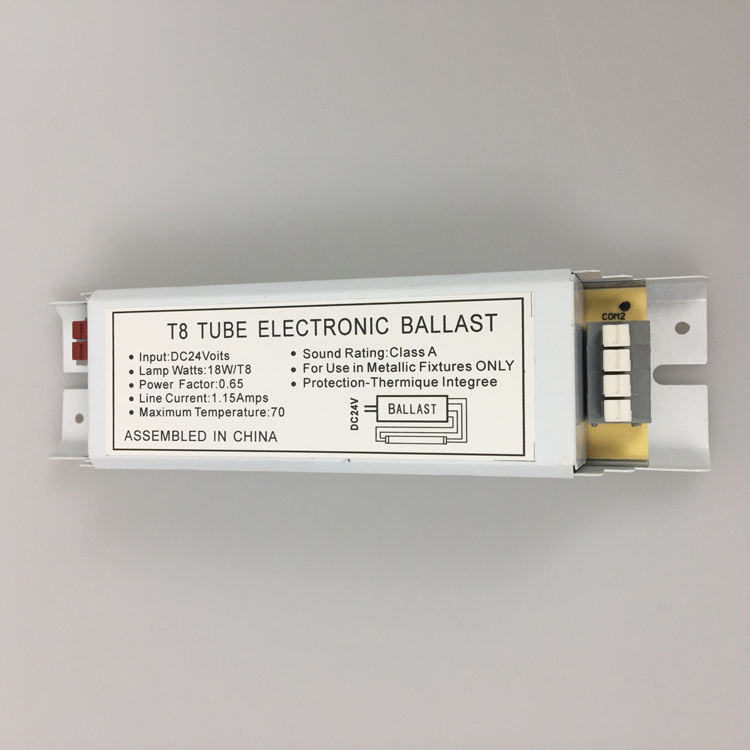 T8 TUBE ELECTRONIC BALLAST
• Input:DC24Voits
• Lamp Watts:18W/T8
• Power Factor:0.65
• Line Current:1.15Amps
• Maximum Temperature:70
ASSEMBLED IN CHINA
• Sound Rating:Class A
• For Use in Metallic Fixtures ONLY
• Protection-Thermique Integree
DC24V
BALLAST
COM2